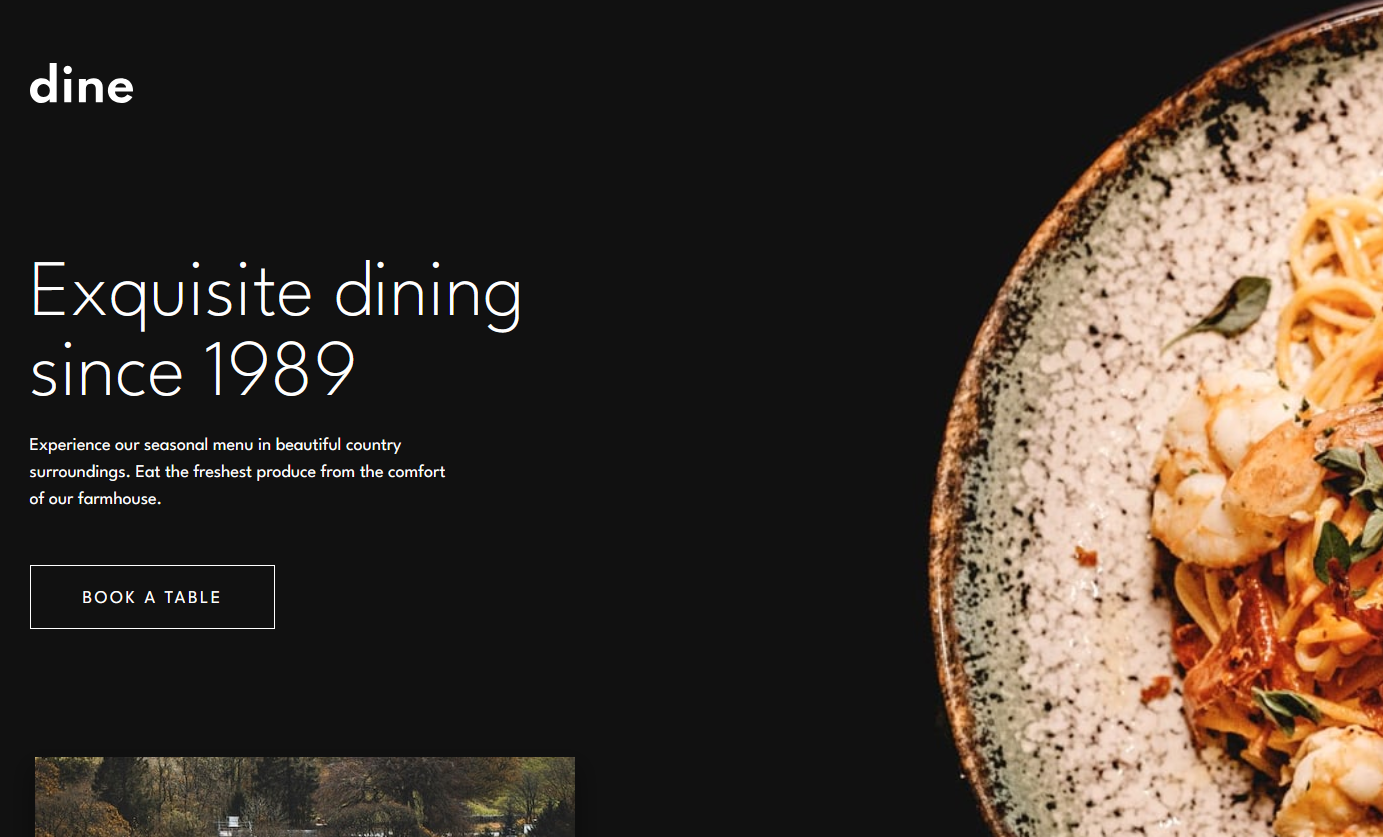 dine
Exquisite dining
since 1989
Experience our seasonal menu in beautiful country
surroundings. Eat the freshest produce from the comfort
of our farmhouse.
BOOK A TABLE